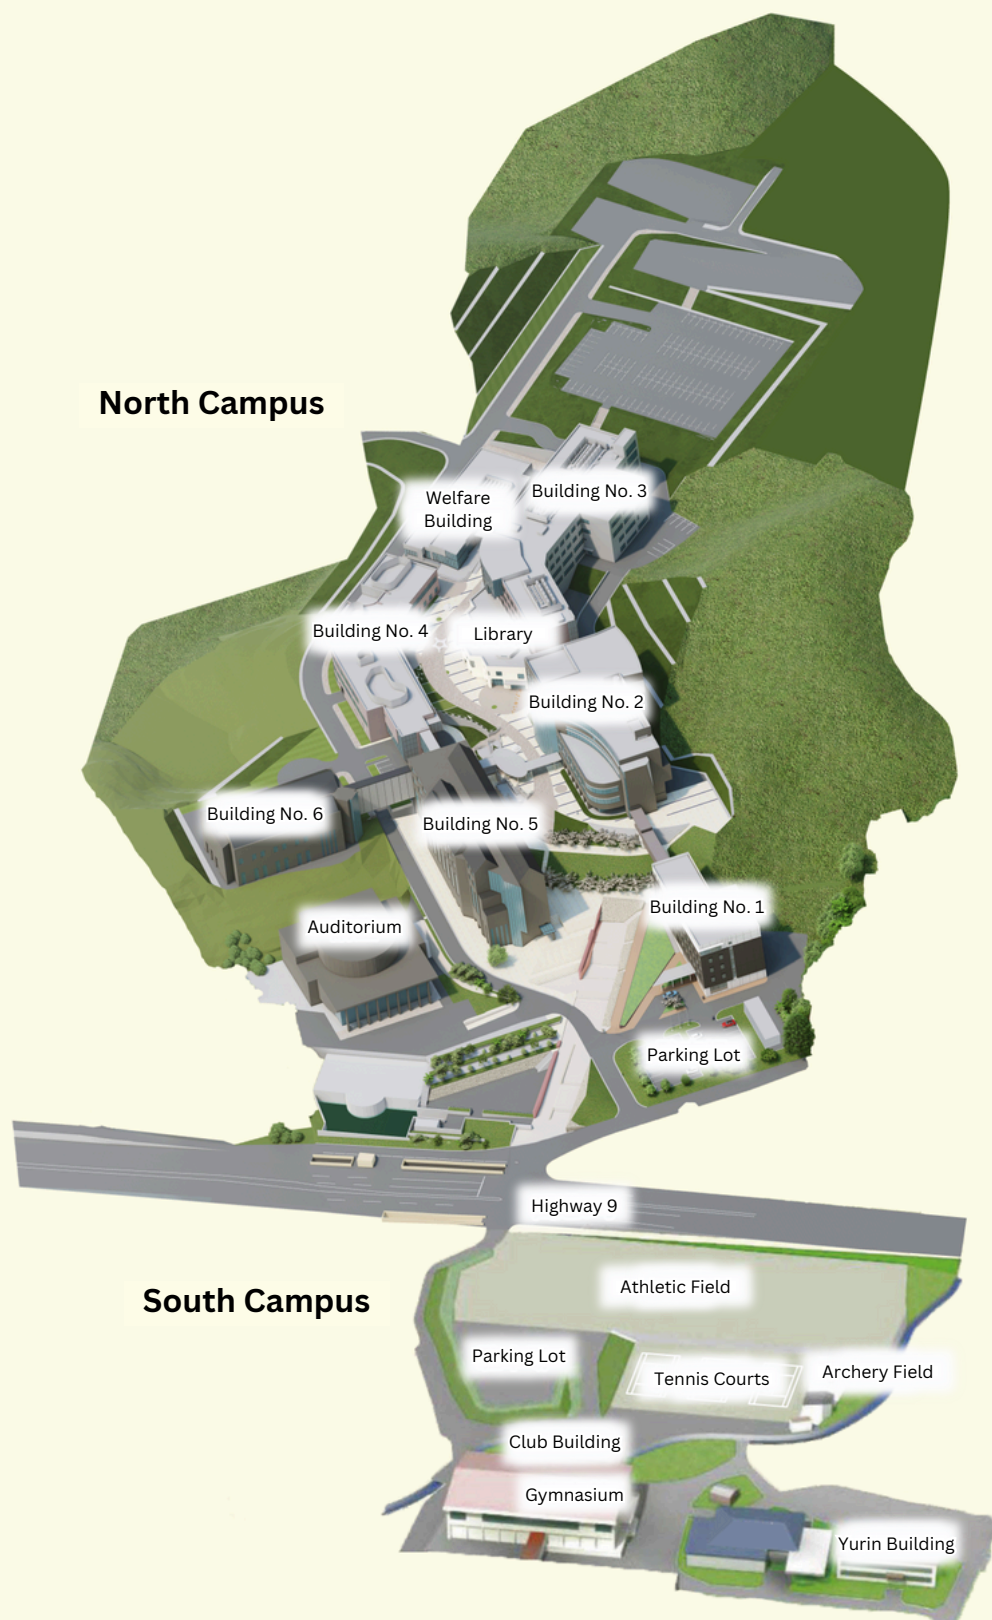 North Campus
Welfare
Building
Building No. 3
Building No. 4
Library
Building No. 2
Building No. 6
Building No. 5
Building No. 1
Auditorium
Parking Lot
Highway 9
South Campus
Athletic Field
Parking Lot
Tennis Courts
Archery Field
Club Building
Gymnasium
Yurin Building